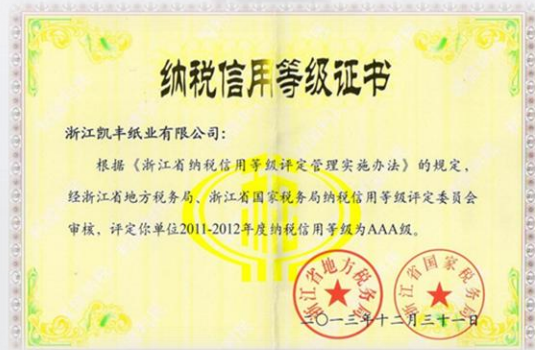 纳税信用等级证书
浙江凯丰纸业有限公司：
根据《浙江省纳税信用等级评定管理实施办法》的规定，
经浙江省地方税务局、浙江省国家税务局纳税信用等级评定委员会
审核，评定你单位2011-2012年度纳税信用等级为AAA级。
浙江省地方税务局
浙江省国家税务局
二〇一三年十二月三十一日